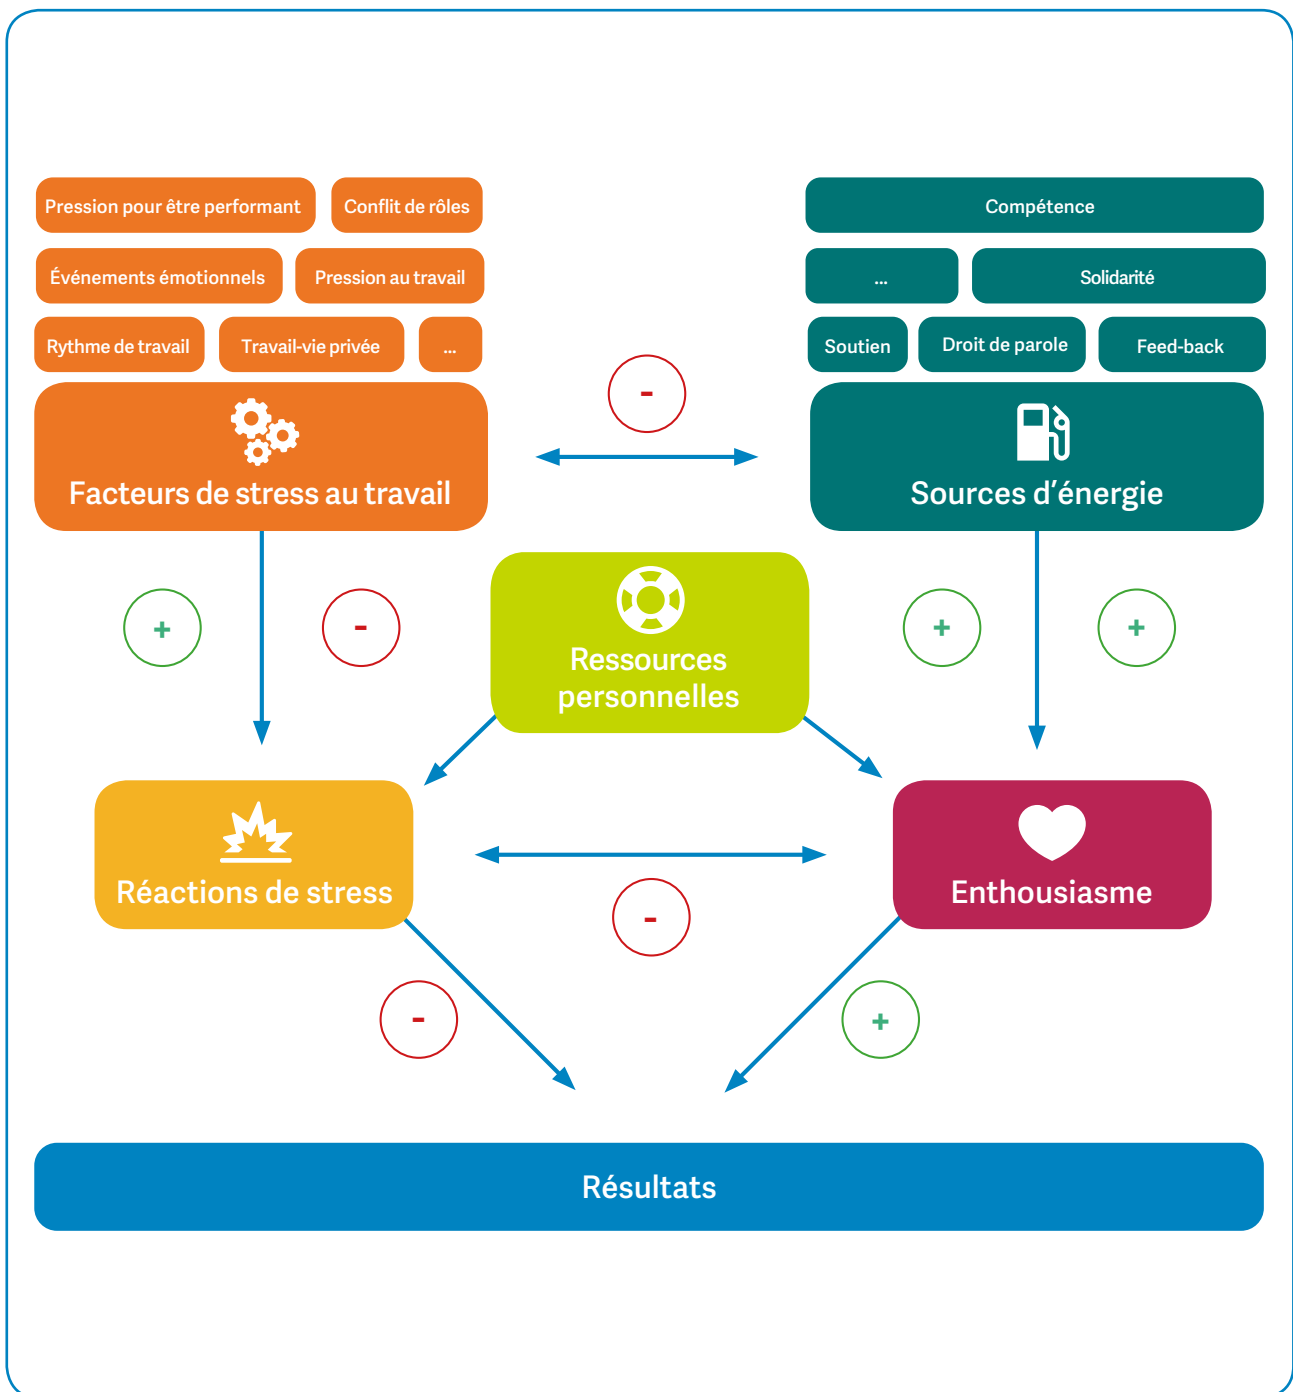 Pression pour être performant
Conflit de rôles
Compétence
Événements émotionnels
Pression au travail
...
Solidarité
Rythme de travail
Travail-vie privée
...
Soutien
Droit de parole
Feed-back
-
Facteurs de stress au travail
Sources d'énergie
+
-
+
+
Ressources
personnelles
Réactions de stress
Enthousiasme
-
-
+
Résultats